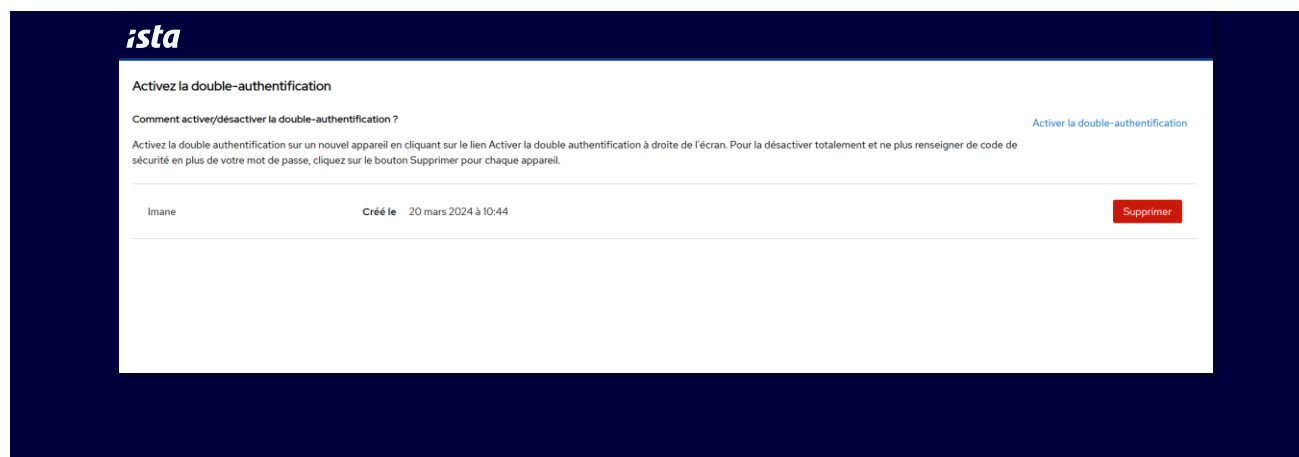 ista
Activez la double-authentification
Comment activer/désactiver la double-authentification ?
Activer la double-authentification
Activez la double authentification sur un nouvel appareil en cliquant sur le lien Activer la double authentification à droite de l'écran. Pour la désactiver totalement et ne plus renseigner de code de
sécurité en plus de votre mot de passe, cliquez sur le bouton Supprimer pour chaque appareil.
Imane Créé le 20 mars 2024 à 10:44 Supprimer